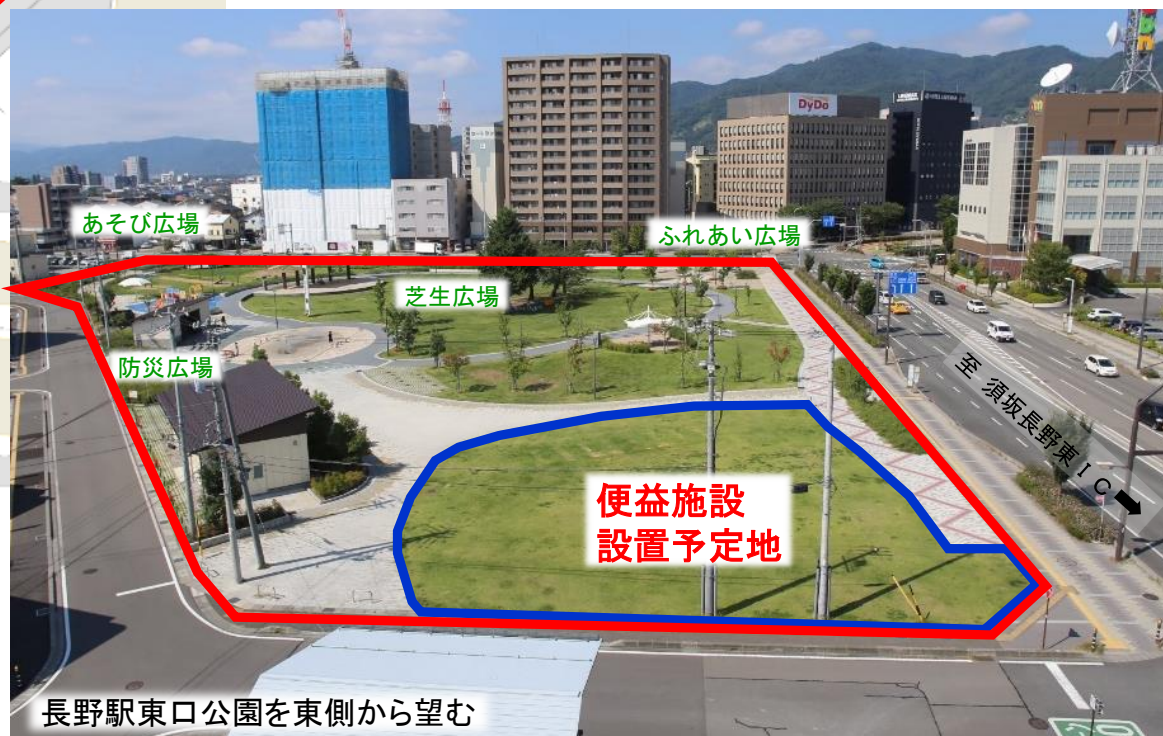 DyDo
あそび広場
ふれあい広場
芝生広場
防災広場
至 須坂長野東IC
便益施設
設置予定地
長野駅東口公園を東側から望む